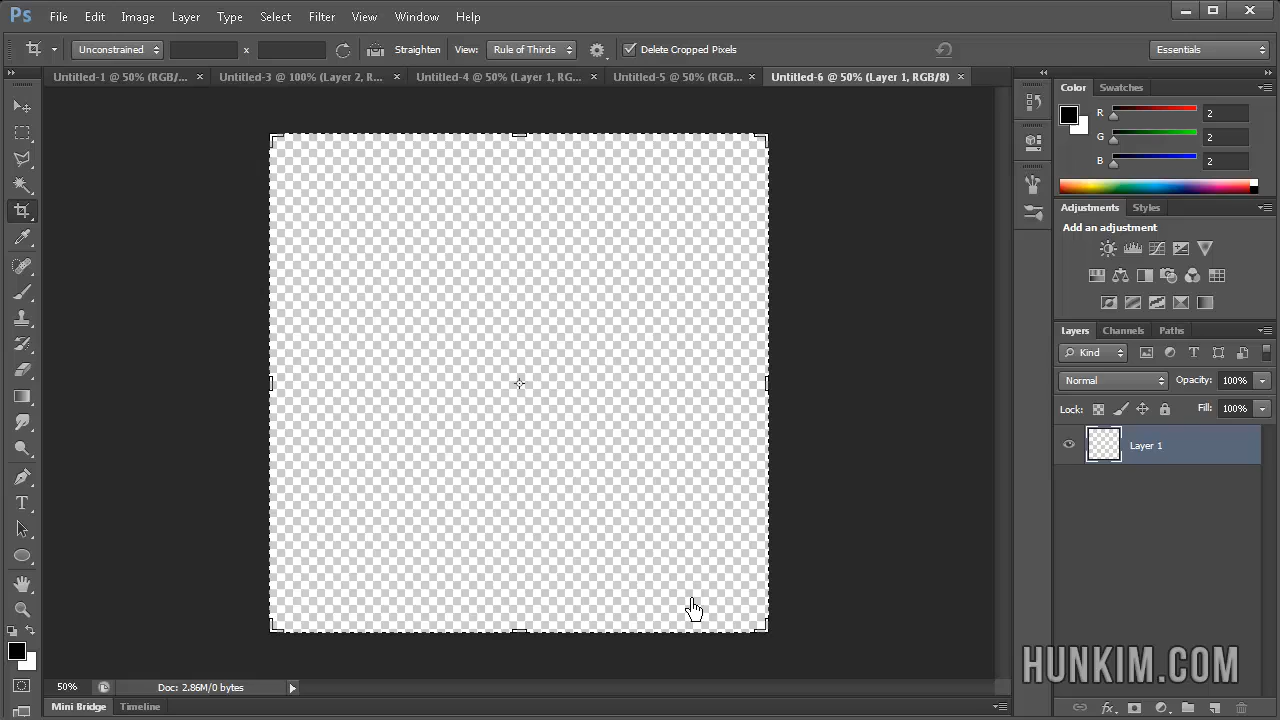 Ps File Edit Image Layer Type Select Filter View Window Help
Unconstrained x Straighten View: Rule of Thirds Delete Cropped Pixels Essentials
Untitled-1 @ 50% (RGB/... × Untitled-3 @ 100% (Layer 2, R... × Untitled-4 @ 50% (Layer 1, RG... × Untitled-5 @ 50% (RGB... × Untitled-6 @ 50% (Layer 1, RGB/8) ×
Color Swatches
R 2
G 2
B 2
Adjustments Styles
Add an adjustment
Layers Channels Paths
Kind T
Normal Opacity: 100%
Lock: Fill: 100%
Layer 1
T
HUNKIM.COM
50% Doc: 2.86M/0 bytes
Mini Bridge Timeline
fx